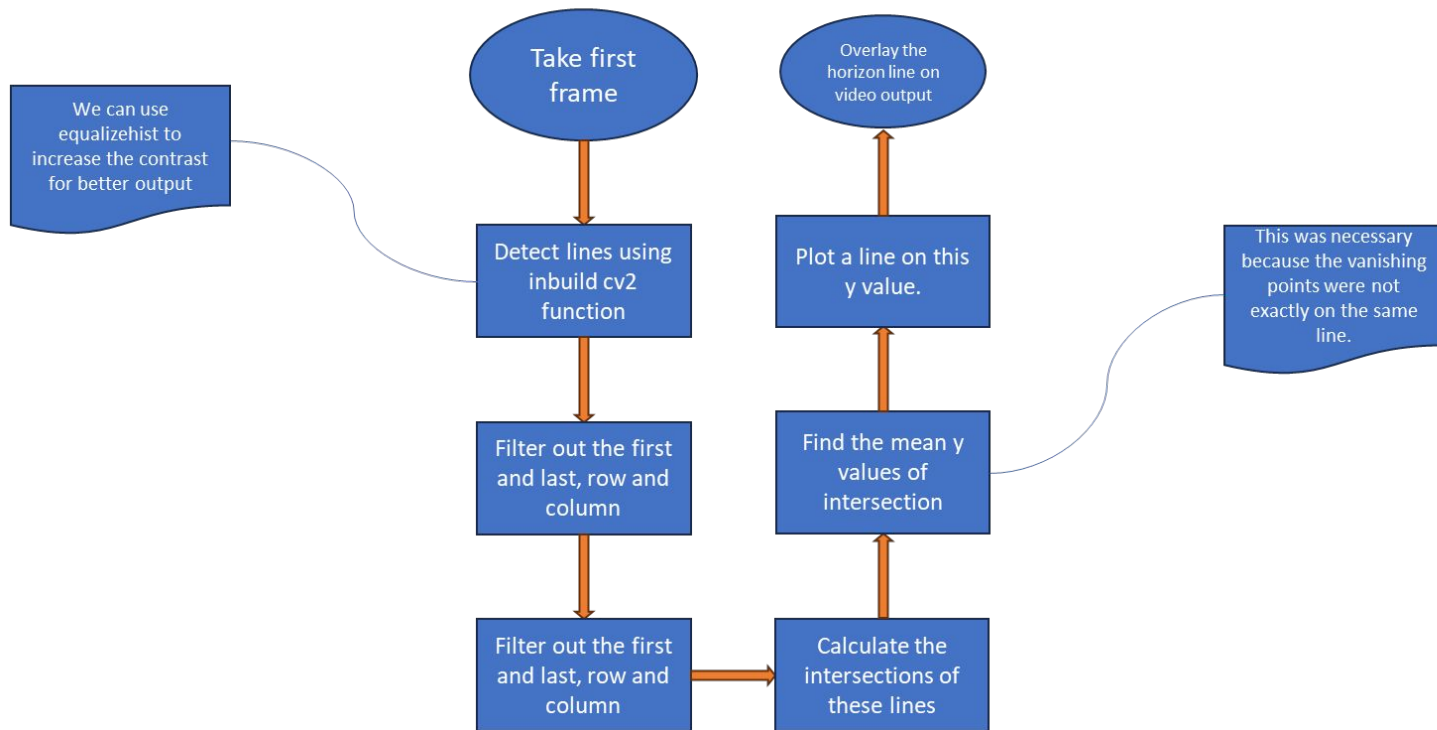 Take first
frame
We can use
equalizehist to
increase the contrast
for better output
Detect lines using
inbuild cv2
function
Filter out the first
and last, row and
column
Filter out the first
and last, row and
column
Calculate the
intersections of
these lines
Find the mean y
values of
intersection
This was necessary
because the vanishing
points were not
exactly on the same
line.
Plot a line on this
y value.
Overlay the
horizon line on
video output